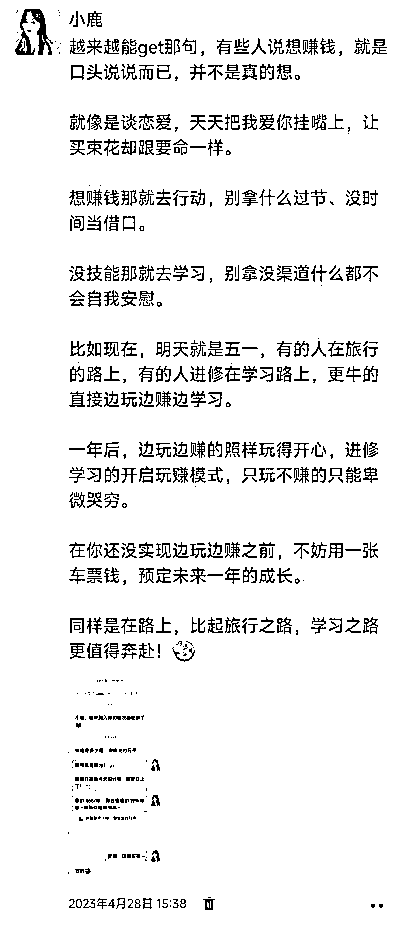 小鹿
越来越能get那句，有些人说想赚钱，就是
口头说说而已，并不是真的想。
就像是谈恋爱，天天把我爱你挂嘴上，让
买束花却跟要命一样。
想赚钱那就去行动，别拿什么过节、没时
间当借口。
没技能那就去学习，别拿没渠道什么都不
会自我安慰。
比如现在，明天就是五一，有的人在旅行
的路上，有的人进修在学习路上，更牛的
直接边玩边赚边学习。
一年后，边玩边赚的照样玩得开心，进修
学习的开启玩赚模式，只玩不赚的只能卑
微哭穷。
在你还没实现边玩边赚之前，不妨用一张
车票钱，预定未来一年的成长。
同样是在路上，比起旅行之路，学习之路
更值得奔赴！
2023年4月28日 15:38